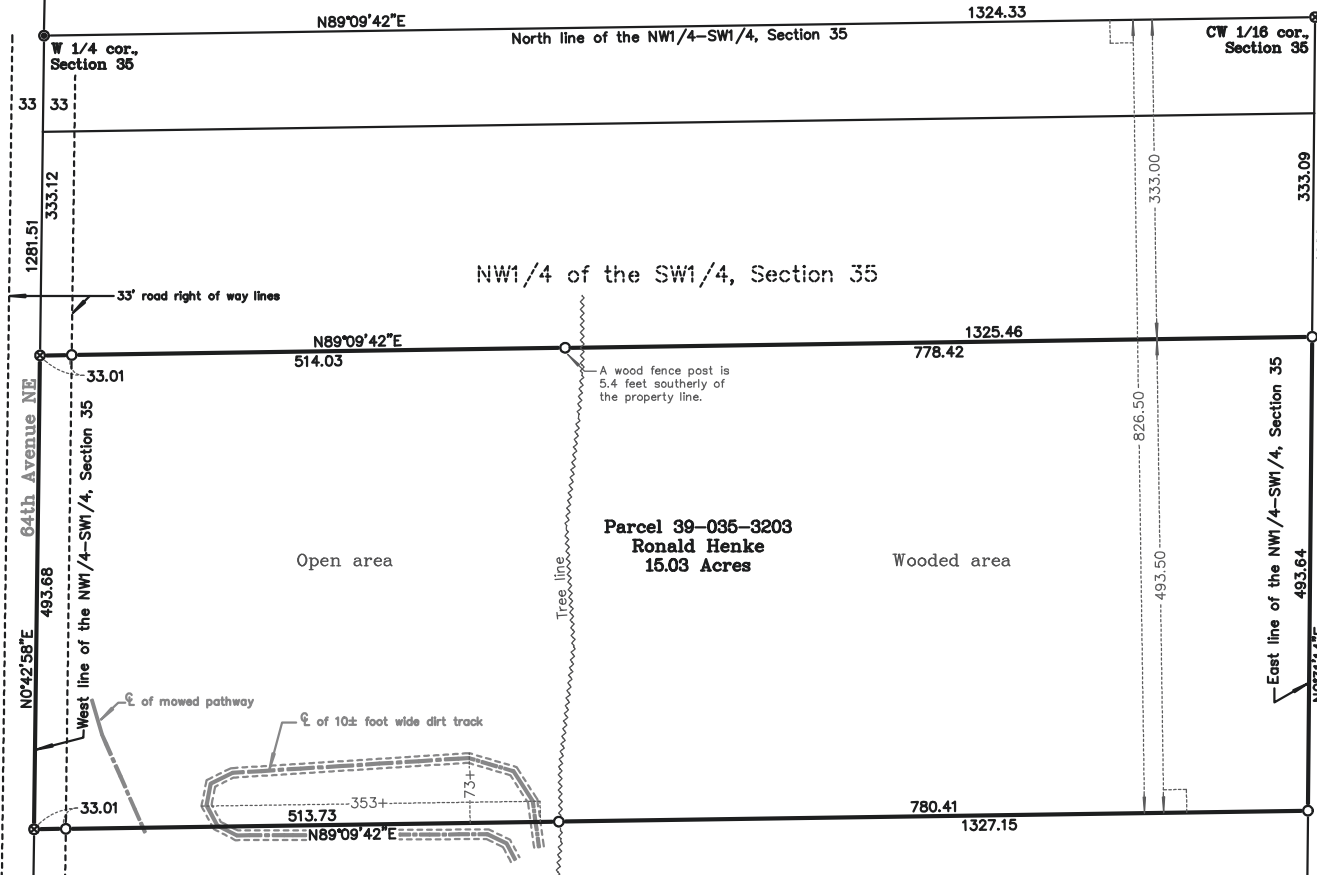 N89°09'42"E
1324.33
North line of the NW1/4-SW1/4, Section 35
W 1/4 cor.,
Section 35
CW 1/16 cor.,
Section 35
33
33
333.12
1281.51
333.00
333.09
NW1/4 of the SW1/4, Section 35
33' road right of way lines
N89°09'42"E
514.03
1325.46
778.42
33.01
A wood fence post is
5.4 feet southerly of
the property line.
64th Avenue NE
West line of the NW1/4-SW1/4, Section 35
826.50
East line of the NW1/4-SW1/4, Section 35
Parcel 39-035-3203
Ronald Henke
15.03 Acres
Open area
Wooded area
Tree line
493.68
493.50
493.64
N0°42'58"E
℄ of mowed pathway
℄ of 10± foot wide dirt track
73±
353±
33.01
513.73
N89°09'42"E
780.41
1327.15